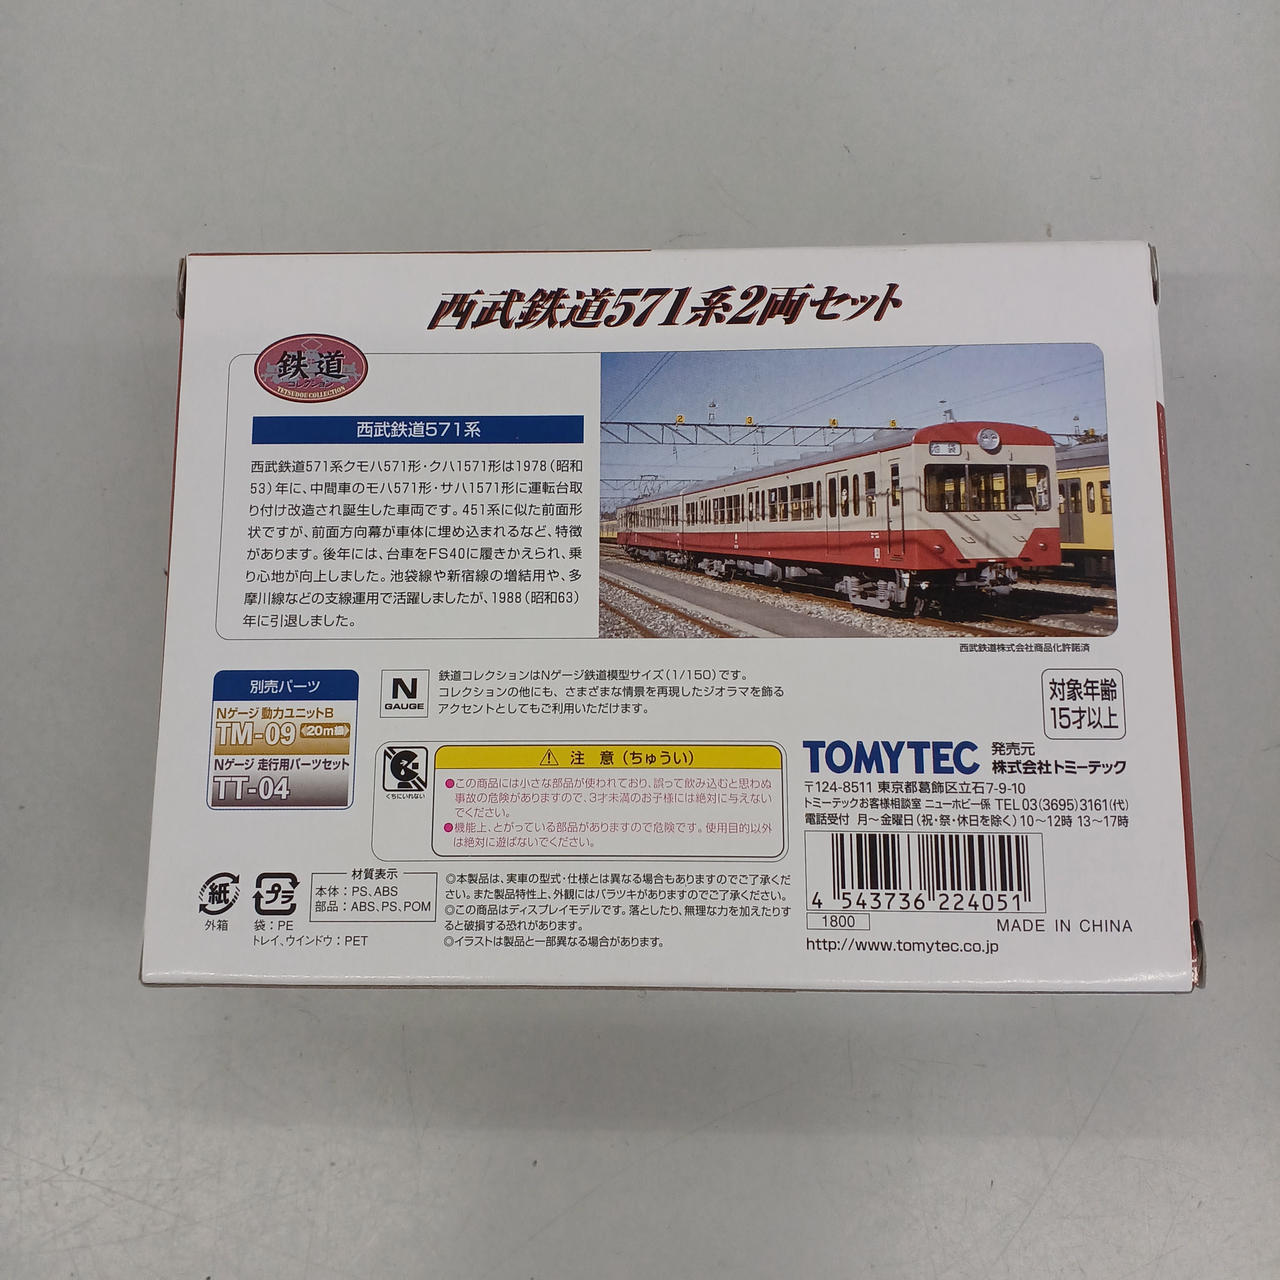 西武鉄道571系2両セット
鉄道
コレクション
TETSUDOU COLLECTION
西武鉄道571系
西武鉄道571系クモハ571形・クハ1571形は1978(昭和
53)年に、中間車のモハ571形・サハ1571形に運転台取
り付け改造され誕生した車両です。451系に似た前面形
状ですが、前面方向幕が車体に埋め込まれるなど、特徴
があります。後年には、台車をFS40に履きかえられ、乗
り心地が向上しました。池袋線や新宿線の増結用や、多
摩川線などの支線運用で活躍しましたが、1988(昭和63)
年に引退しました。
2 3 4 5
池袋
西武鉄道株式会社商品化許諾済
別売パーツ
Nゲージ 動力ユニットB
TM-09 20m級
Nゲージ 走行用パーツセット
TT-04
N
GAUGE
鉄道コレクションはNゲージ鉄道模型サイズ(1/150)です。
コレクションの他にも、さまざまな情景を再現したジオラマを飾る
アクセントとしてもご利用いただけます。
対象年齢
15才以上
くちにいれない
注意(ちゅうい)
●この商品には小さな部品が使われており、誤って飲み込むと思わぬ
事故の危険がありますので、3才未満のお子様には絶対に与えない
でください。
●機能上、とがっている部品がありますので危険です。使用目的以外
は絶対に遊ばないでください。
TOMYTEC
発売元
株式会社トミーテック
〒124-8511 東京都葛飾区立石7-9-10
トミーテックお客様相談室 ニューホビー係 TEL 03(3695)3161(代)
電話受付 月～金曜日(祝・祭・休日を除く)10～12時 13～17時
紙
外箱
プラ
袋：PE
トレイ、ウインドウ：PET
材質表示
本体：PS、ABS
部品：ABS、PS、POM
◎本製品は、実車の型式・仕様とは異なる場合もありますのでご了承くだ
さい。また製品特性上、外観にはバラツキがありますのでご了承ください。
◎この商品はディスプレイモデルです。落としたり、無理な力を加えたりす
ると破損する恐れがあります。
◎イラストは製品と一部異なる場合があります。
4 543736 224051
1800
MADE IN CHINA
http://www.tomytec.co.jp